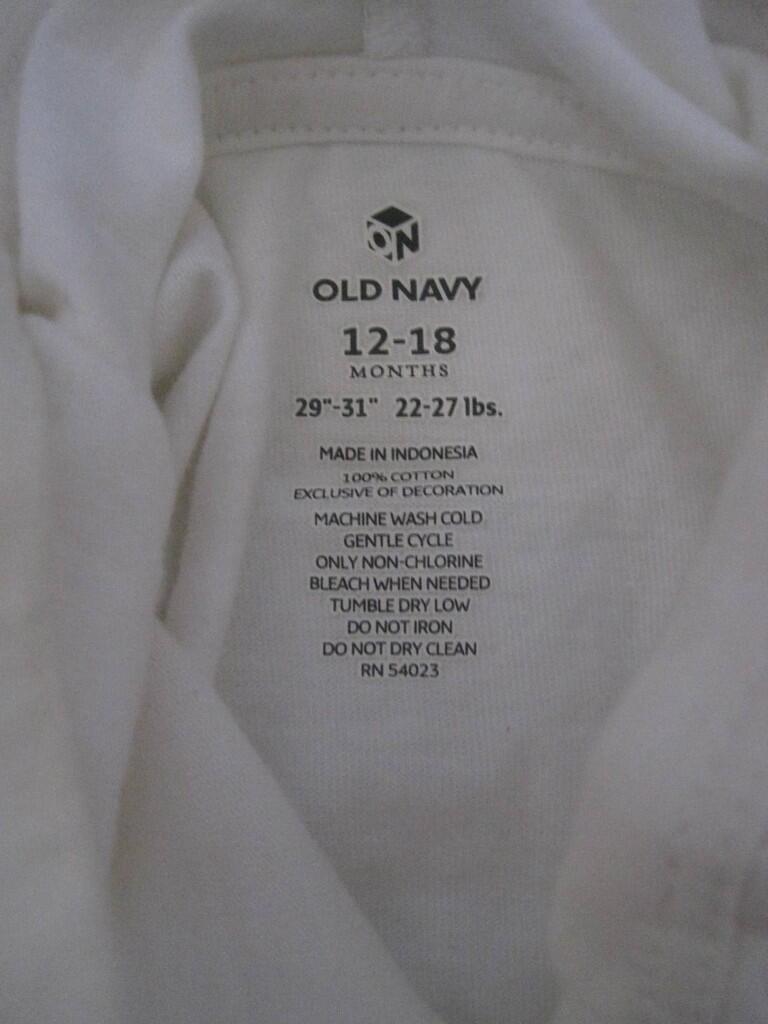 ON
OLD NAVY
12-18
MONTHS
29"-31" 22-27 lbs.
MADE IN INDONESIA
100% COTTON
EXCLUSIVE OF DECORATION
MACHINE WASH COLD
GENTLE CYCLE
ONLY NON-CHLORINE
BLEACH WHEN NEEDED
TUMBLE DRY LOW
DO NOT IRON
DO NOT DRY CLEAN
RN 54023